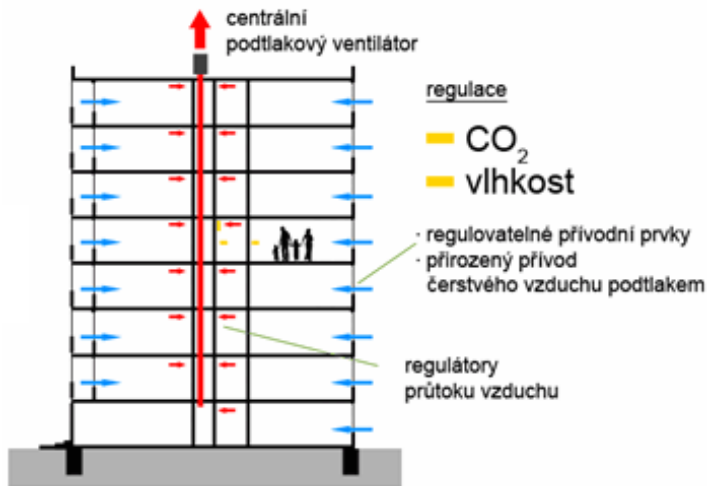 centrální
podtlakový ventilátor
regulace
CO₂
vlhkost
· regulovatelné přívodní prvky
· přirozený přívod
čerstvého vzduchu podtlakem
regulátory
průtoku vzduchu